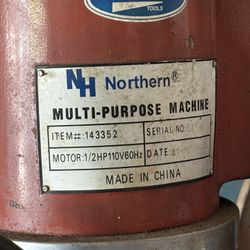 TOOLS
NH Northern®
MULTI-PURPOSE MACHINE
ITEM#:143352 SERIAL NO.
MOTOR:1/2HP110V60Hz DATE:
MADE IN CHINA